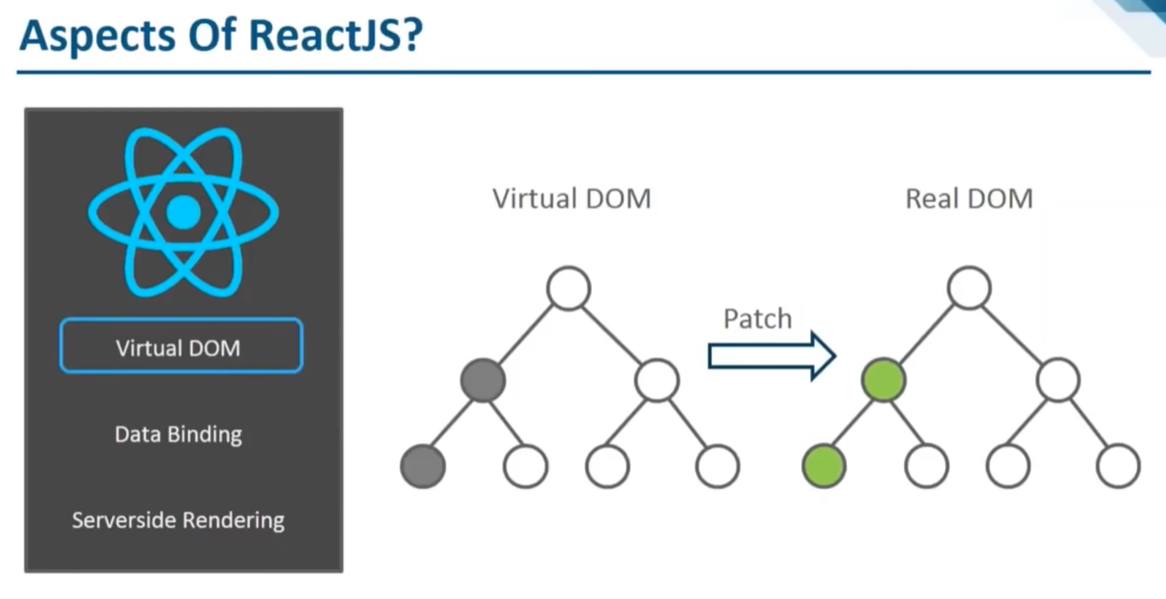 Aspects Of ReactJS?
Virtual DOM
Data Binding
Serverside Rendering
Virtual DOM
Patch
Real DOM